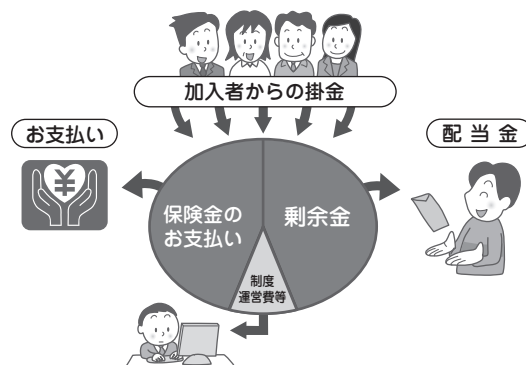 加入者からの掛金
お支払い
配当金
¥
保険金の
お支払い
剰余金
制度
運営費等